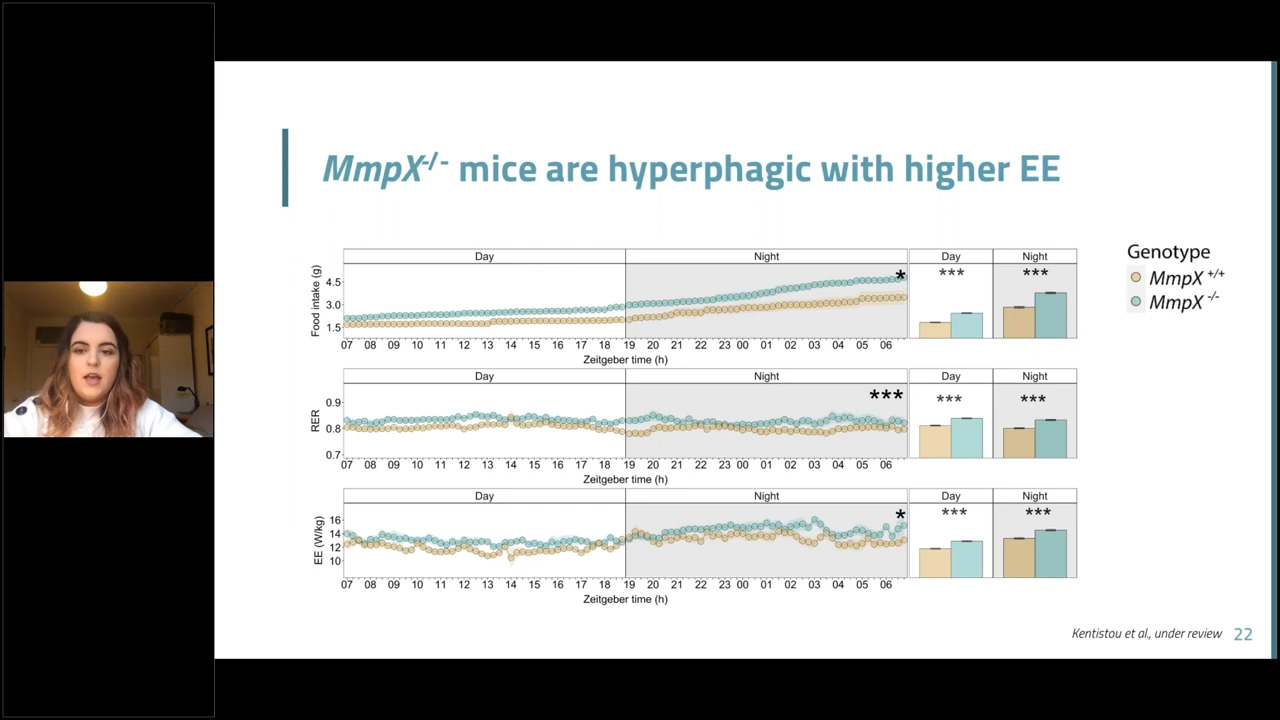 MmpX-/- mice are hyperphagic with higher EE
Genotype
MmpX +/+
MmpX -/-
Day Night Day Night
Food intake (g)
4.5
3.0
1.5
* *** ***
07 08 09 10 11 12 13 14 15 16 17 18 19 20 21 22 23 00 01 02 03 04 05 06
Zeitgeber time (h)
Day Night Day Night
RER
0.9
0.8
0.7
*** *** ***
07 08 09 10 11 12 13 14 15 16 17 18 19 20 21 22 23 00 01 02 03 04 05 06
Zeitgeber time (h)
Day Night Day Night
EE (W/kg)
16
14
12
10
* *** ***
07 08 09 10 11 12 13 14 15 16 17 18 19 20 21 22 23 00 01 02 03 04 05 06
Zeitgeber time (h)
Kentistou et al., under review 22